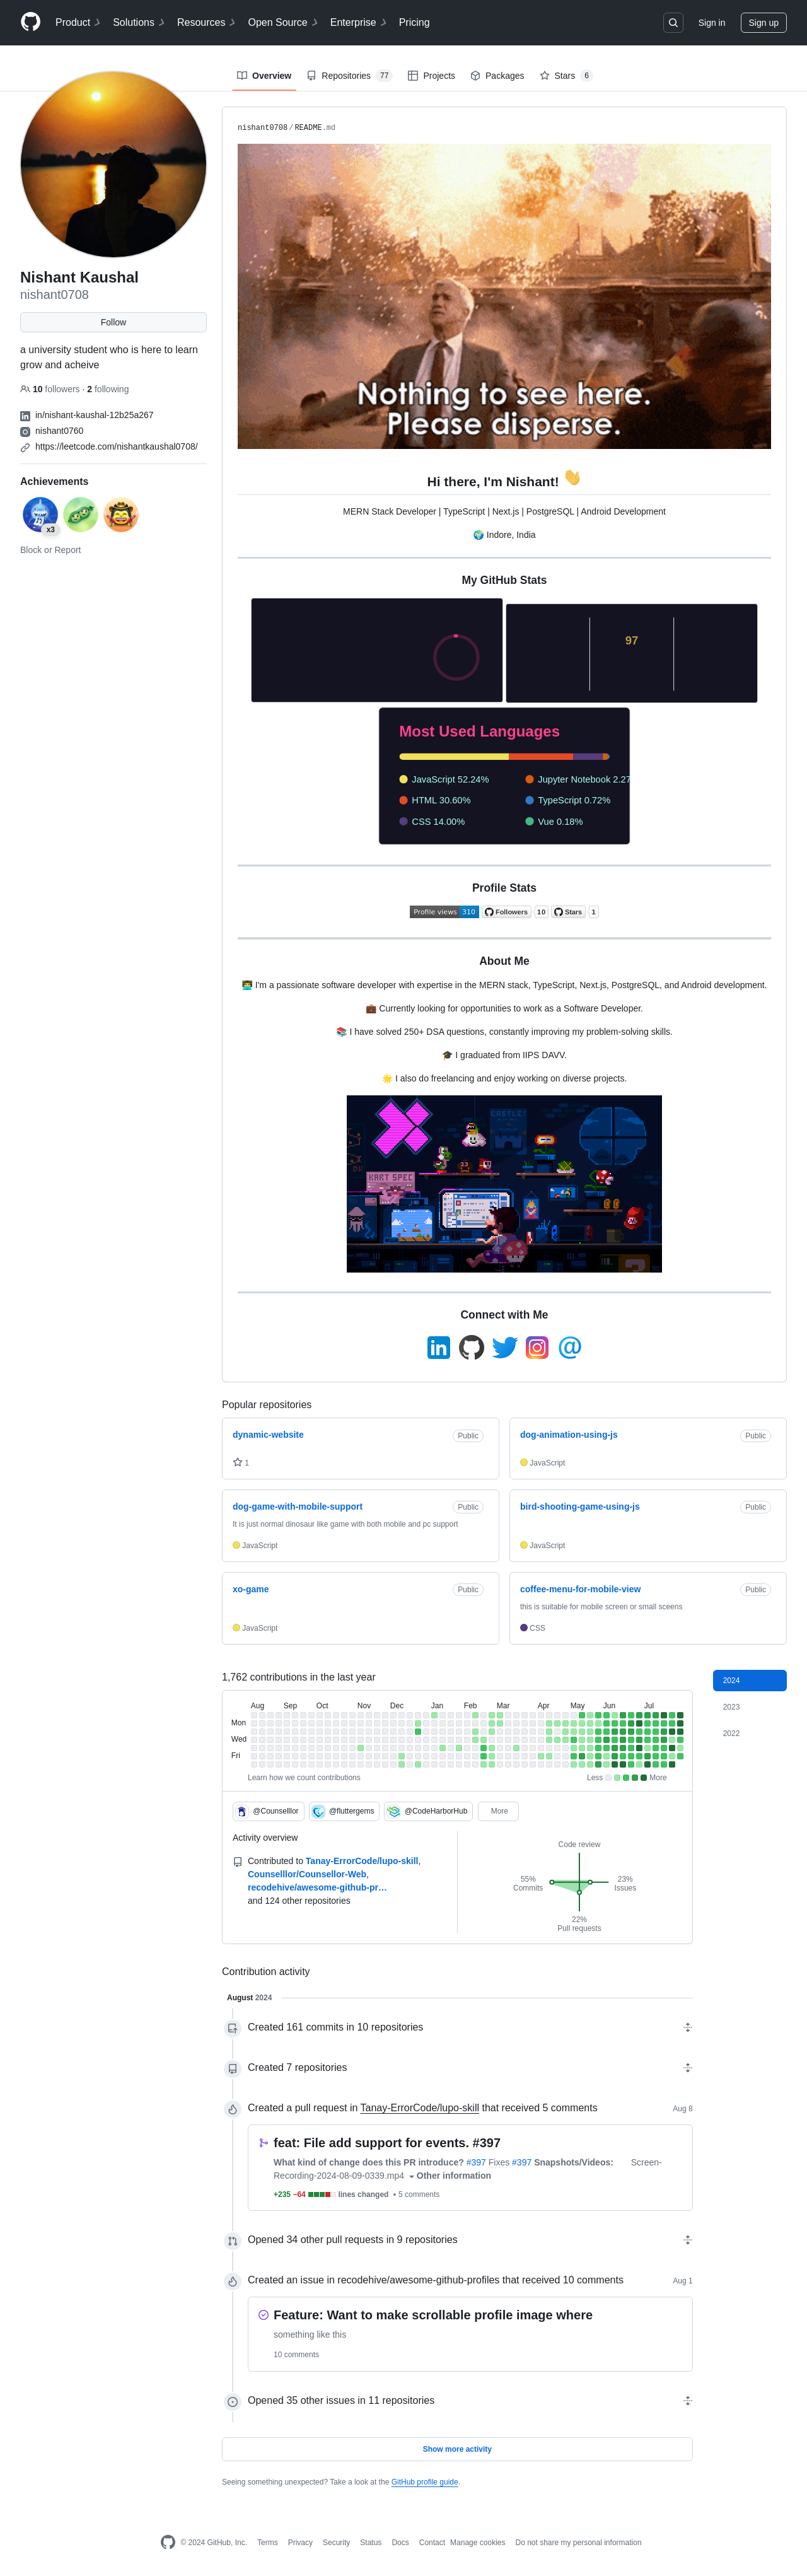 Product Solutions Resources Open Source Enterprise Pricing Sign in Sign up
Overview Repositories 77 Projects Packages Stars 6
Nishant Kaushal
nishant0708
Follow
a university student who is here to learn
grow and acheive
10 followers · 2 following
in/nishant-kaushal-12b25a267
nishant0760
https://leetcode.com/nishantkaushal0708/
Achievements
x3
Block or Report
nishant0708/README.md
Nothing to see here.
Please disperse.
Hi there, I'm Nishant! 👋
MERN Stack Developer | TypeScript | Next.js | PostgreSQL | Android Development
🌍 Indore, India
My GitHub Stats
97
Most Used Languages
JavaScript 52.24% Jupyter Notebook 2.27
HTML 30.60% TypeScript 0.72%
CSS 14.00% Vue 0.18%
Profile Stats
Profile views 310 Followers 10 Stars 1
About Me
👨‍💻 I'm a passionate software developer with expertise in the MERN stack, TypeScript, Next.js, PostgreSQL, and Android development.
💼 Currently looking for opportunities to work as a Software Developer.
📚 I have solved 250+ DSA questions, constantly improving my problem-solving skills.
🎓 I graduated from IIPS DAVV.
🌟 I also do freelancing and enjoy working on diverse projects.
CASTLE!
KART SPEC
Connect with Me
Popular repositories
dynamic-website Public
1
dog-animation-using-js Public
JavaScript
dog-game-with-mobile-support Public
It is just normal dinosaur like game with both mobile and pc support
JavaScript
bird-shooting-game-using-js Public
JavaScript
xo-game Public
JavaScript
coffee-menu-for-mobile-view Public
this is suitable for mobile screen or small sceens
CSS
1,762 contributions in the last year
2024
2023
2022
Aug Sep Oct Nov Dec Jan Feb Mar Apr May Jun Jul
Mon
Wed
Fri
Learn how we count contributions Less More
@Counselllor @fluttergems @CodeHarborHub More
Activity overview
Contributed to Tanay-ErrorCode/lupo-skill,
Counselllor/Counsellor-Web,
recodehive/awesome-github-pr…
and 124 other repositories
Code review
55%
Commits
23%
Issues
22%
Pull requests
Contribution activity
August 2024
Created 161 commits in 10 repositories
Created 7 repositories
Created a pull request in Tanay-ErrorCode/lupo-skill that received 5 comments Aug 8
feat: File add support for events. #397
What kind of change does this PR introduce? #397 Fixes #397 Snapshots/Videos: Screen-
Recording-2024-08-09-0339.mp4 Other information
+235 −64 lines changed • 5 comments
Opened 34 other pull requests in 9 repositories
Created an issue in recodehive/awesome-github-profiles that received 10 comments Aug 1
Feature: Want to make scrollable profile image where
something like this
10 comments
Opened 35 other issues in 11 repositories
Show more activity
Seeing something unexpected? Take a look at the GitHub profile guide.
© 2024 GitHub, Inc. Terms Privacy Security Status Docs Contact Manage cookies Do not share my personal information